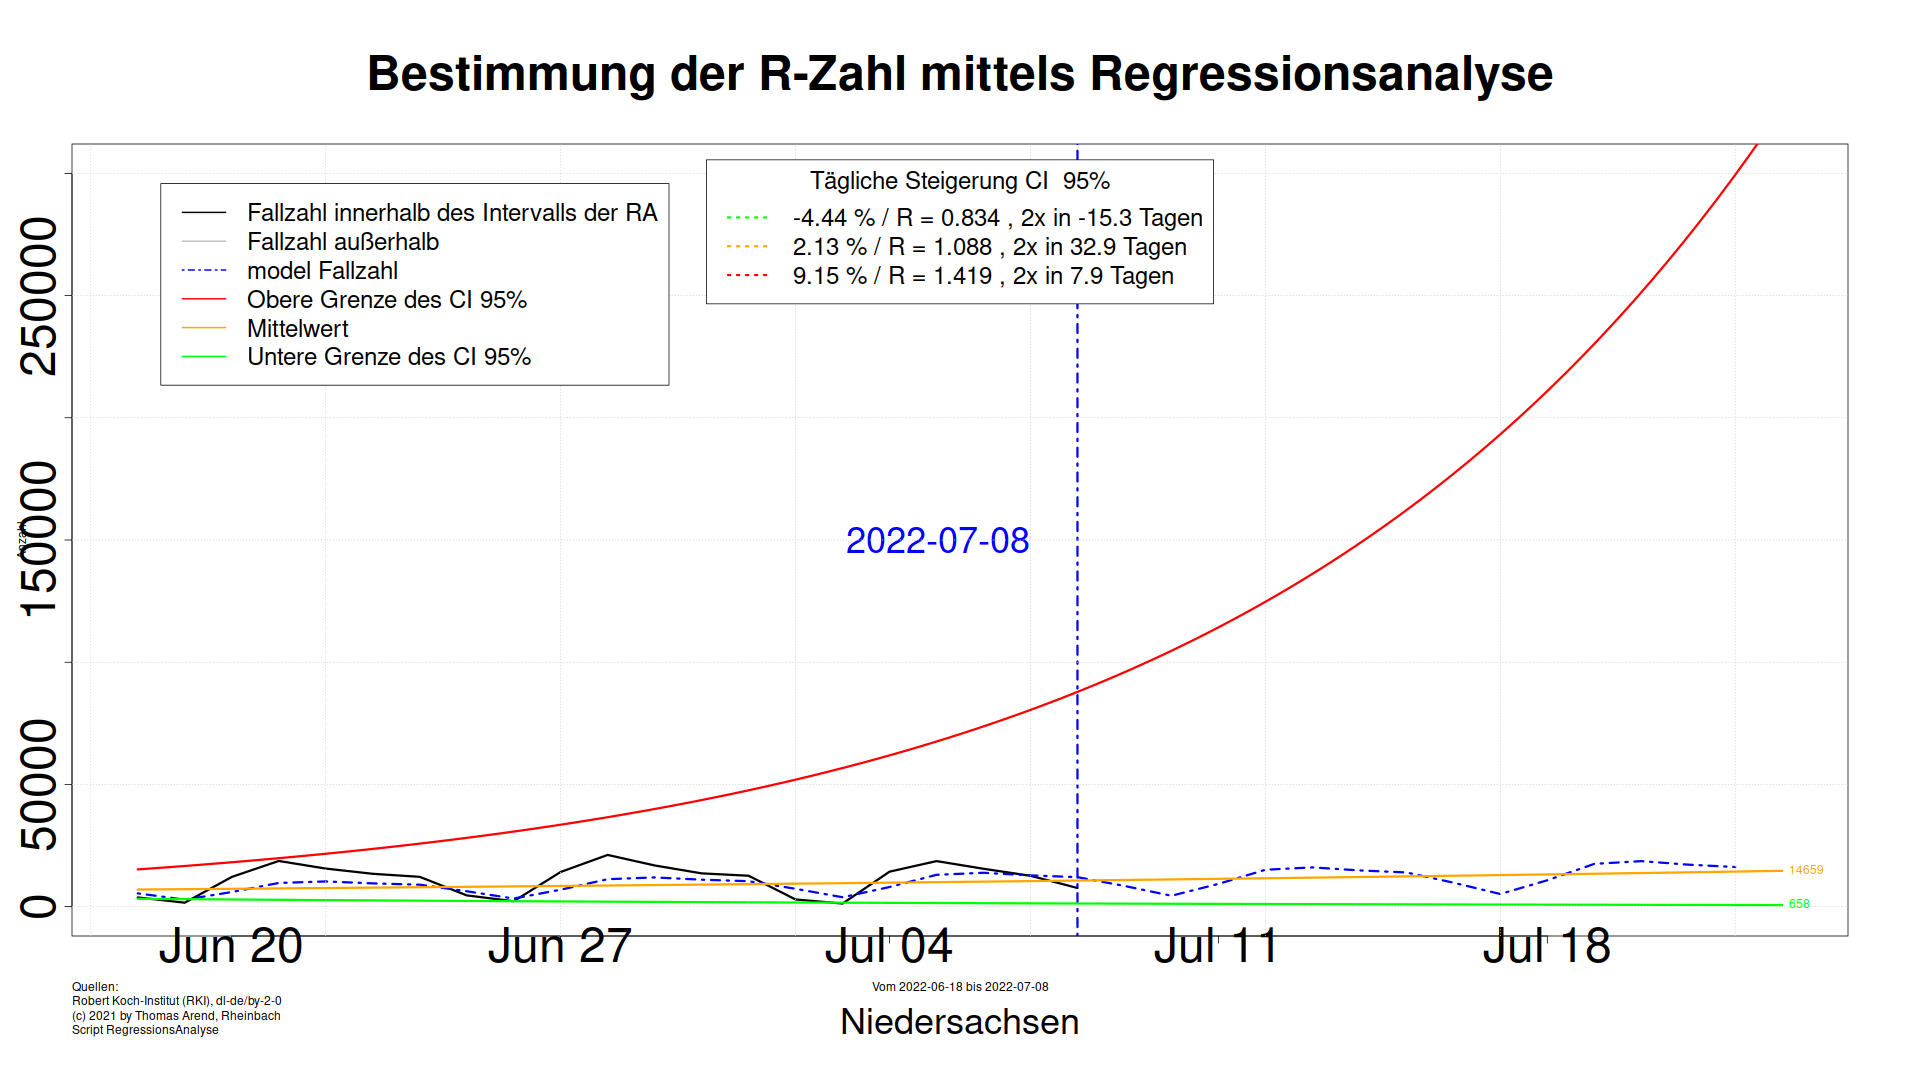 Bestimmung der R-Zahl mittels Regressionsanalyse
Fallzahl innerhalb des Intervalls der RA
Fallzahl außerhalb
model Fallzahl
Obere Grenze des CI 95%
Mittelwert
Untere Grenze des CI 95%
Tägliche Steigerung CI 95%
-4.44 % / R = 0.834 , 2x in -15.3 Tagen
2.13 % / R = 1.088 , 2x in 32.9 Tagen
9.15 % / R = 1.419 , 2x in 7.9 Tagen
250000
150000
50000
0
Anzahl
2022-07-08
14659
658
Jun 20
Jun 27
Jul 04
Jul 11
Jul 18
Quellen:
Robert Koch-Institut (RKI), dl-de/by-2-0
(c) 2021 by Thomas Arend, Rheinbach
Script RegressionsAnalyse
Vom 2022-06-18 bis 2022-07-08
Niedersachsen